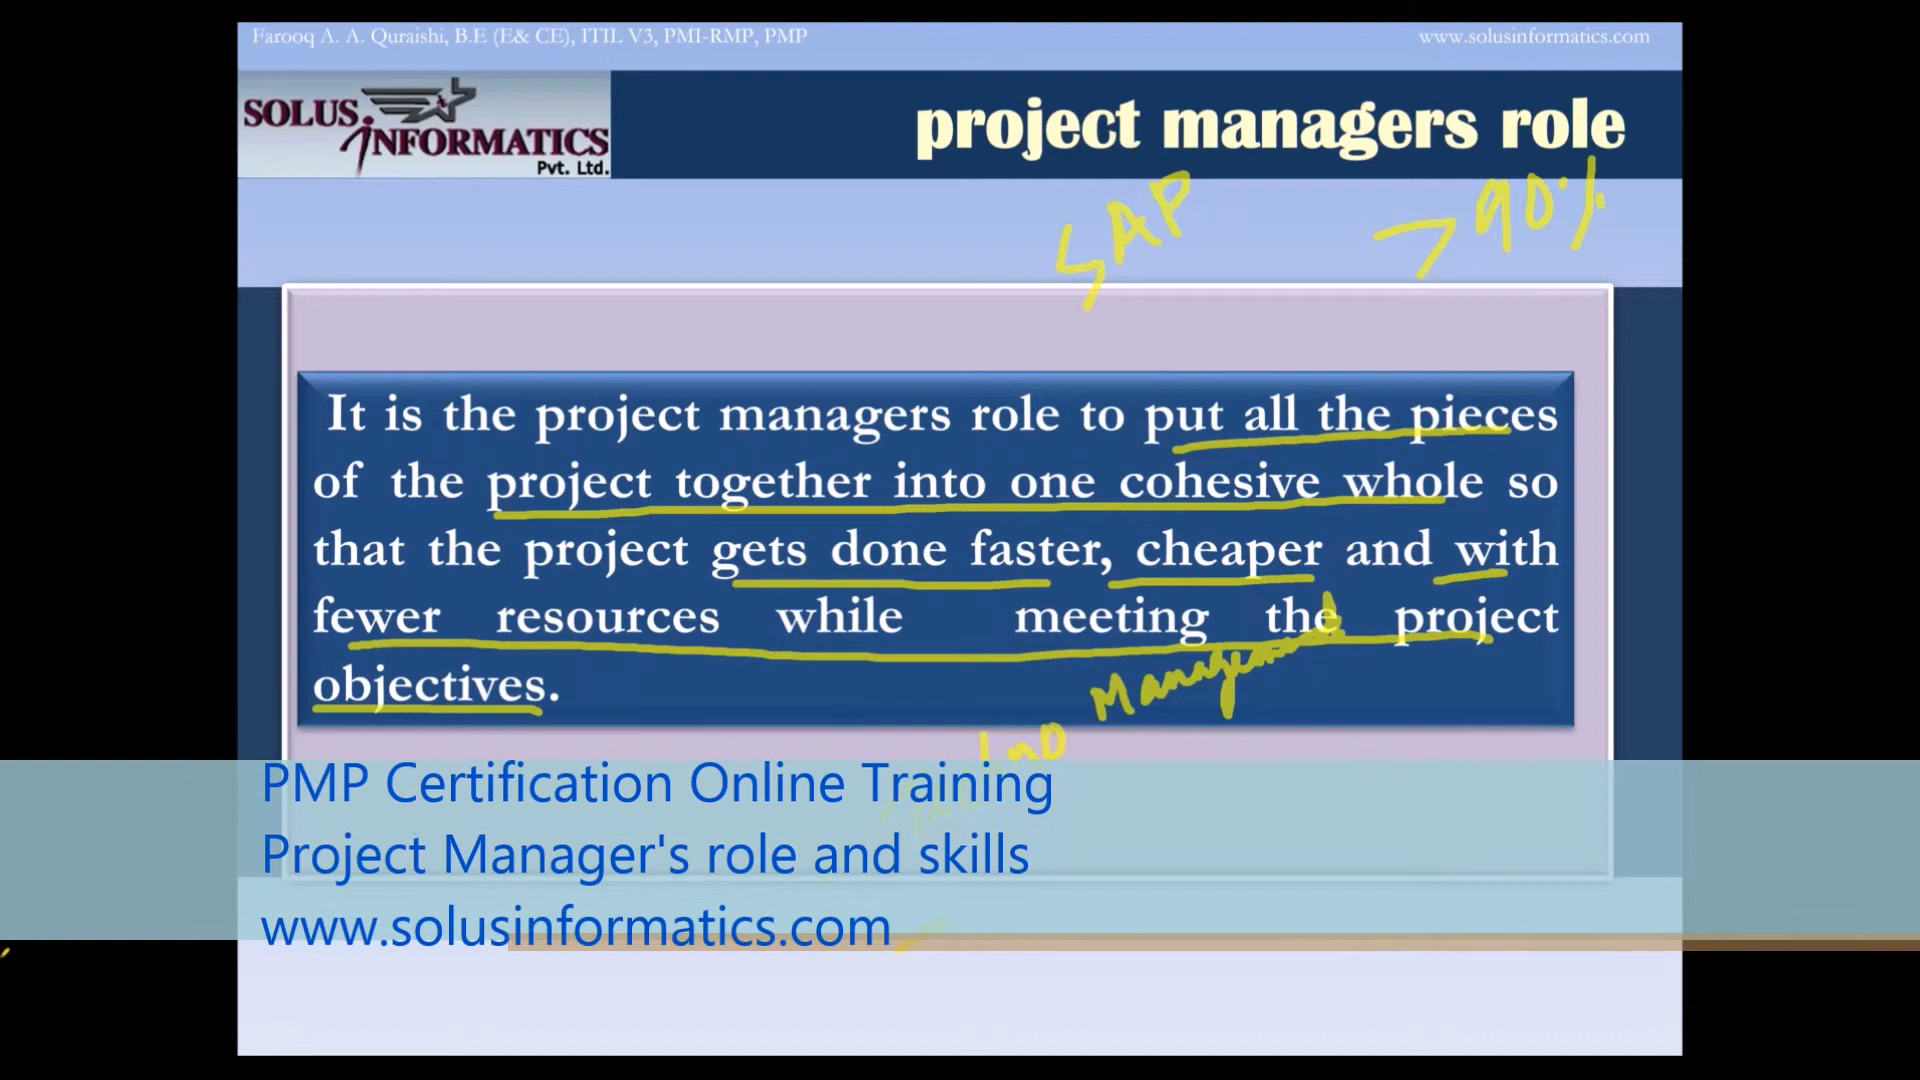 Farooq A. A. Quraishi, B.E (E& CE), ITIL V3, PMI-RMP, PMP
www.solusinformatics.com
SOLUS
INFORMATICS
Pvt. Ltd.
project managers role
SAP
>90%
It is the project managers role to put all the pieces
of the project together into one cohesive whole so
that the project gets done faster, cheaper and with
fewer resources while meeting the project
objectives.
Management
PMP Certification Online Training
Project Manager's role and skills
www.solusinformatics.com